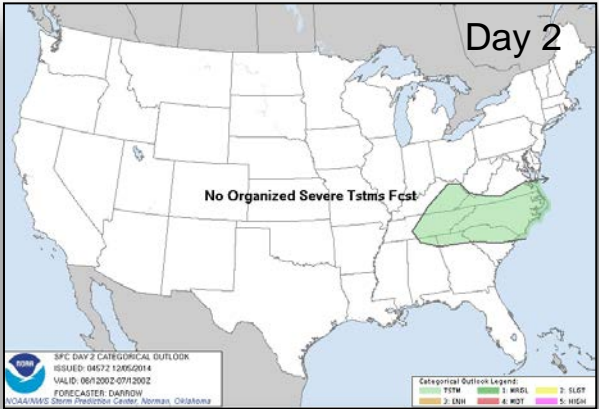 Day 2
No Organized Severe Tstms Fcst
NOAA
SPC DAY 2 CATEGORICAL OUTLOOK
ISSUED: 0457Z 12/05/2014
VALID: 06/1200Z-07/1200Z
FORECASTER: DARROW
NOAA/NWS Storm Prediction Center, Norman, Oklahoma
Categorical Outlook Legend:
TSTM 1: MRGL 2: SLGT
3: ENH 4: MDT 5: HIGH